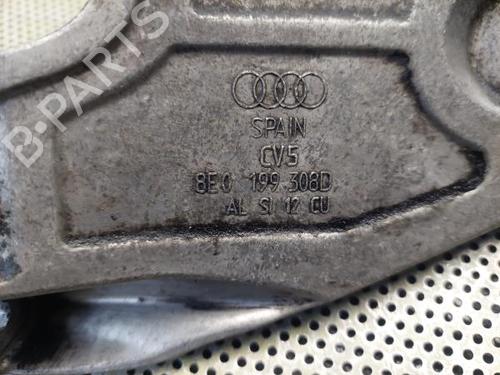 B-PARTS
SPAIN
CV5
8E0 199 308D
AL SI 12 CU